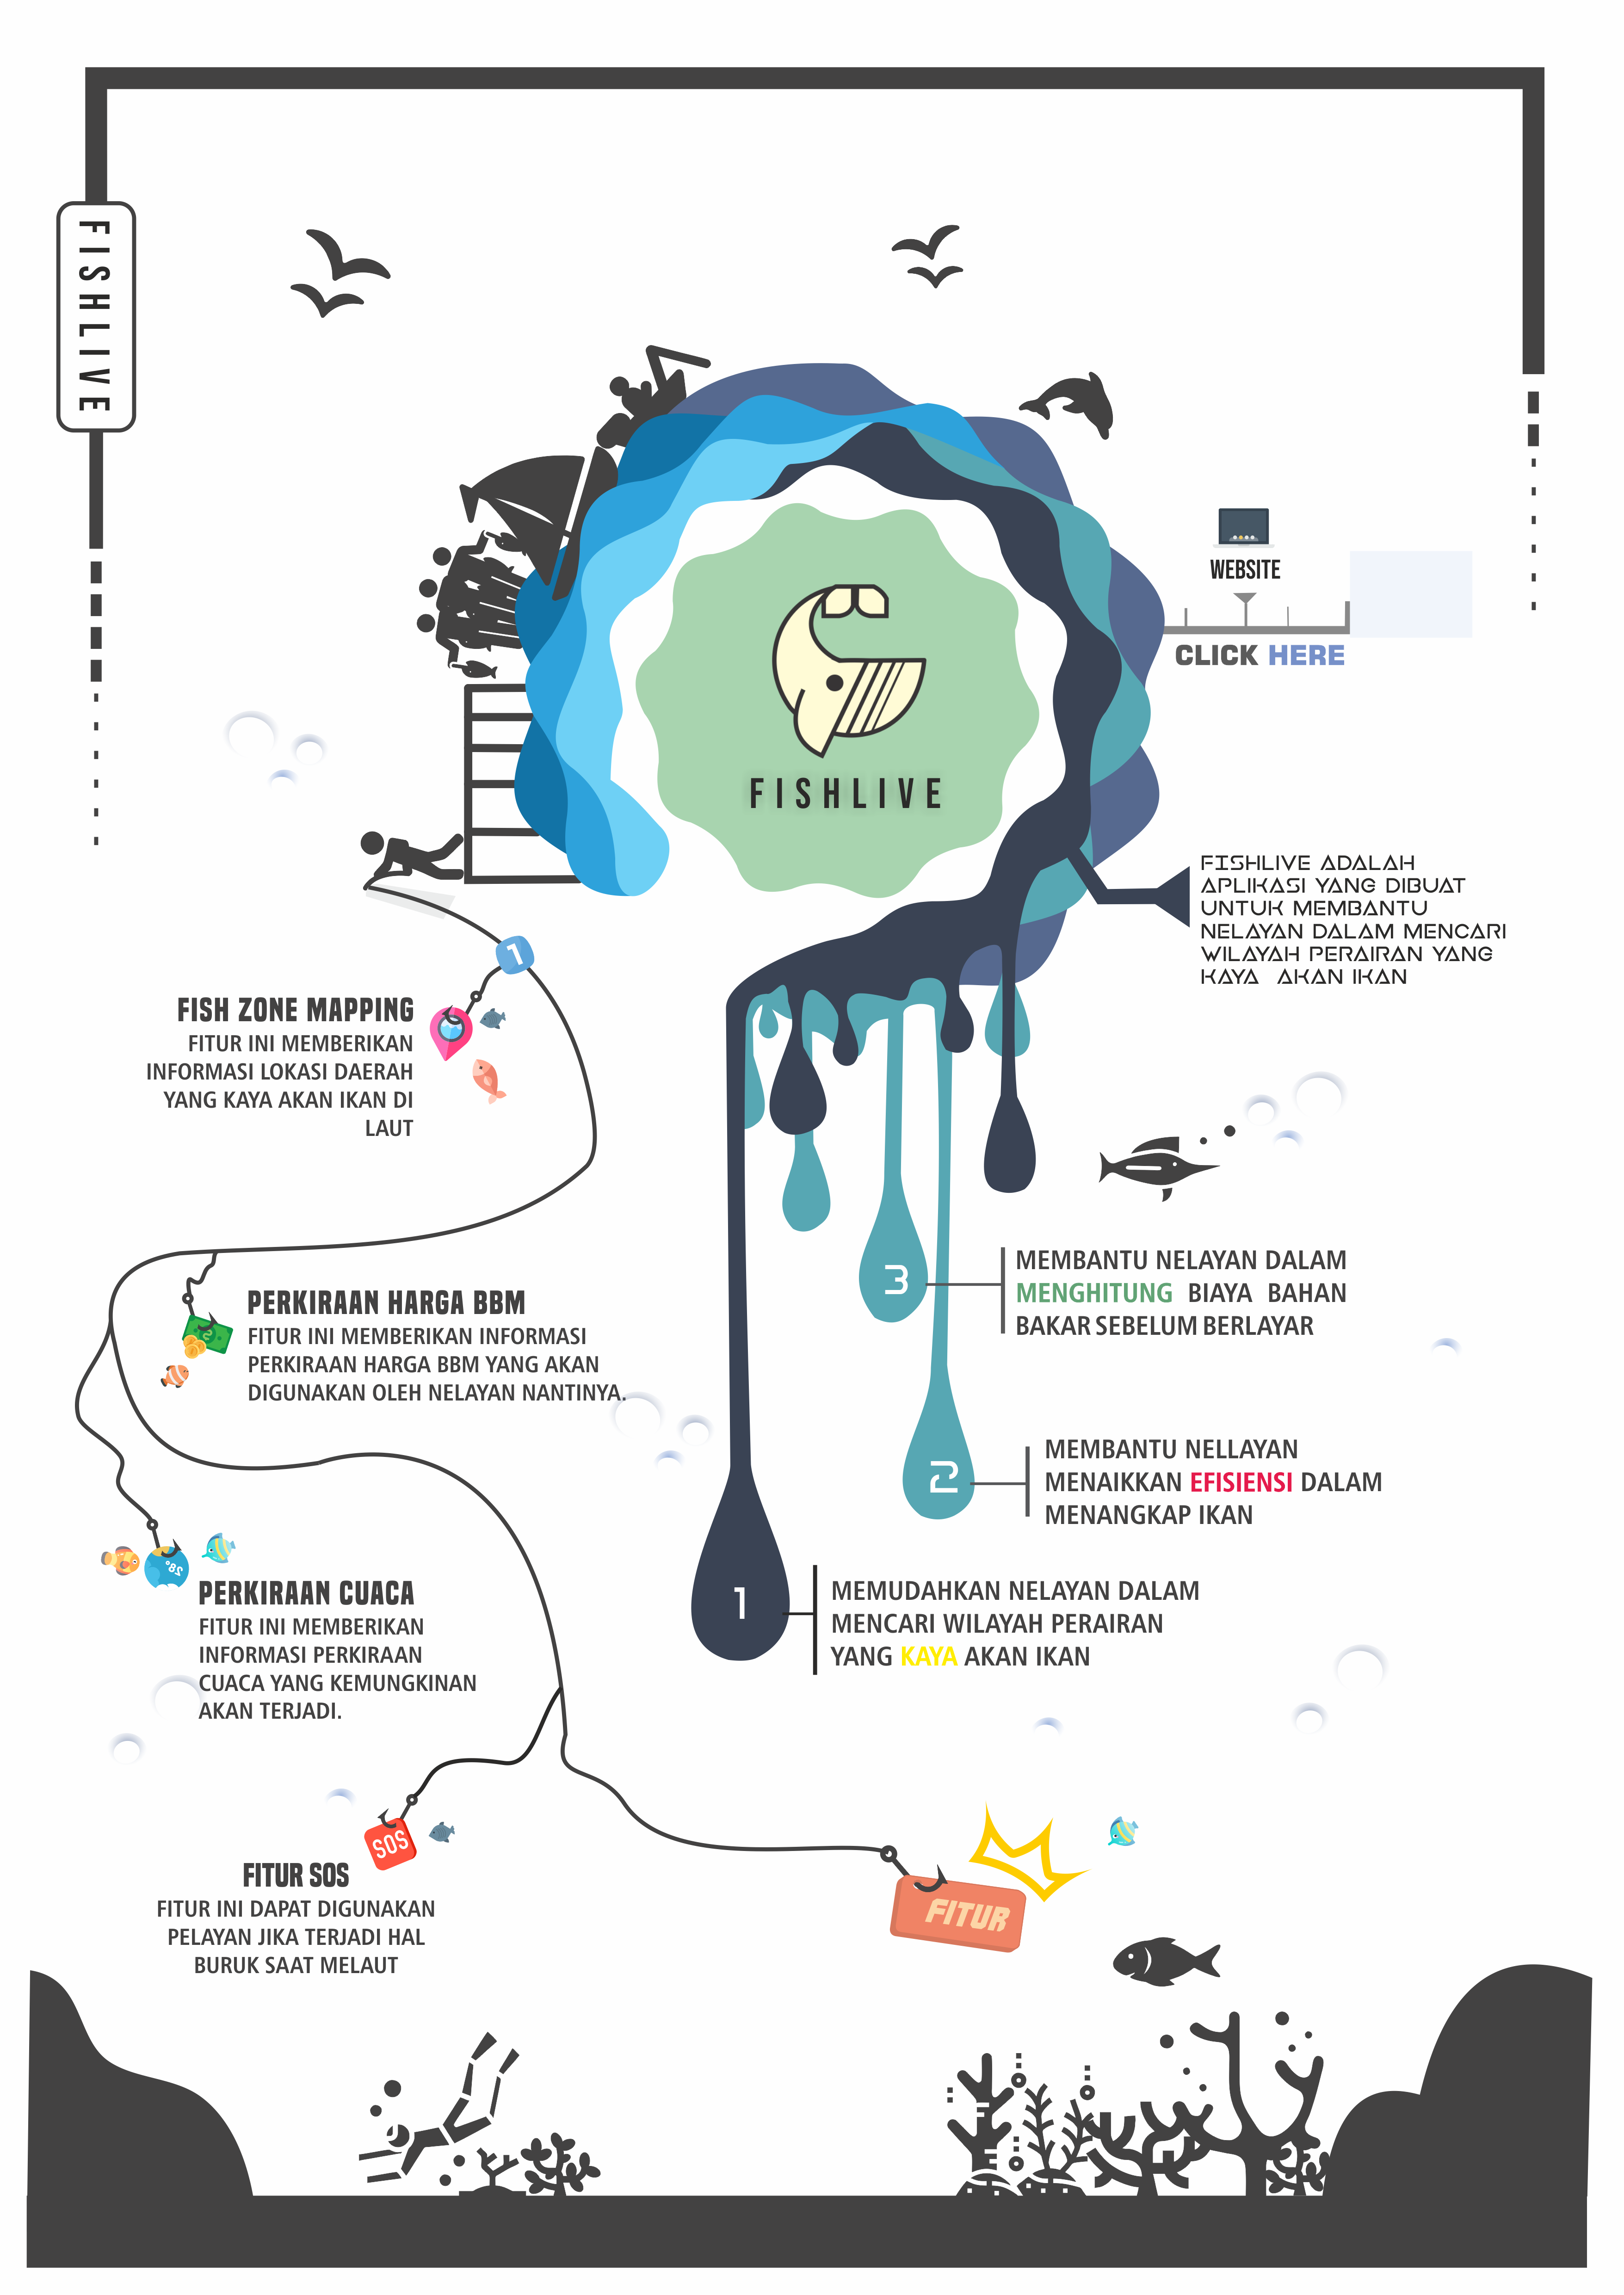 FISHLIVE
WEBSITE
CLICK HERE
FISHLIVE
FISHLIVE ADALAH
APLIKASI YANG DIBUAT
UNTUK MEMBANTU
NELAYAN DALAM MENCARI
WILAYAH PERAIRAN YANG
KAYA AKAN IKAN
1
FISH ZONE MAPPING
FITUR INI MEMBERIKAN
INFORMASI LOKASI DAERAH
YANG KAYA AKAN IKAN DI
LAUT
PERKIRAAN HARGA BBM
FITUR INI MEMBERIKAN INFORMASI
PERKIRAAN HARGA BBM YANG AKAN
DIGUNAKAN OLEH NELAYAN NANTINYA.
3
MEMBANTU NELAYAN DALAM
MENGHITUNG BIAYA BAHAN
BAKAR SEBELUM BERLAYAR
2
MEMBANTU NELLAYAN
MENAIKKAN EFISIENSI DALAM
MENANGKAP IKAN
28°
PERKIRAAN CUACA
FITUR INI MEMBERIKAN
INFORMASI PERKIRAAN
CUACA YANG KEMUNGKINAN
AKAN TERJADI.
1
MEMUDAHKAN NELAYAN DALAM
MENCARI WILAYAH PERAIRAN
YANG KAYA AKAN IKAN
SOS
FITUR SOS
FITUR INI DAPAT DIGUNAKAN
PELAYAN JIKA TERJADI HAL
BURUK SAAT MELAUT
FITUR